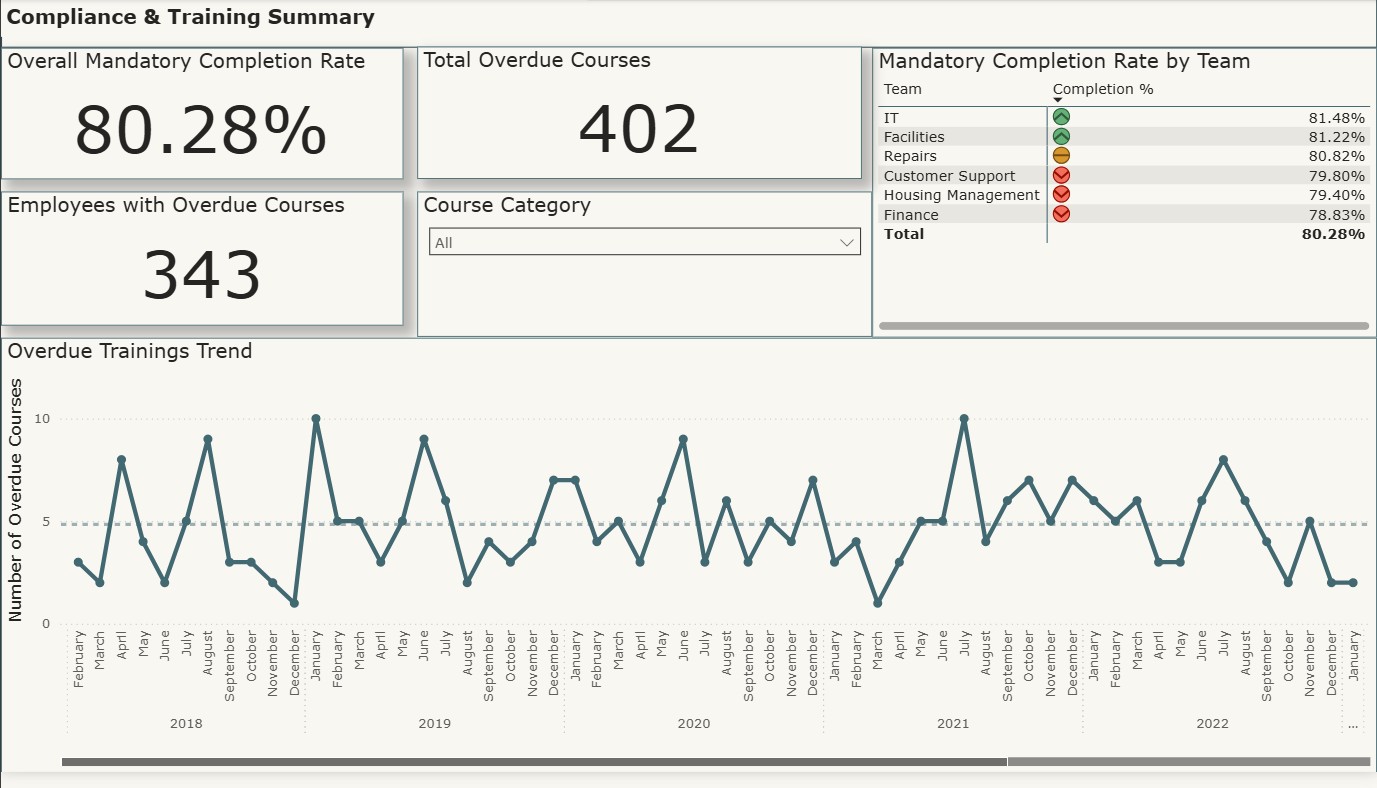 Compliance & Training Summary
Overall Mandatory Completion Rate
80.28%
Total Overdue Courses
402
Mandatory Completion Rate by Team
Team Completion %
IT 81.48%
Facilities 81.22%
Repairs 80.82%
Customer Support 79.80%
Housing Management 79.40%
Finance 78.83%
Total 80.28%
Employees with Overdue Courses
343
Course Category
All
Overdue Trainings Trend
Number of Overdue Courses
10
5
0
February March April May June July August September October November December January February March April May June July August September October November December January February March April May June July August September October November December January February March April May June July August September October November December January February March April May June July August September October November December January
2018 2019 2020 2021 2022 ...